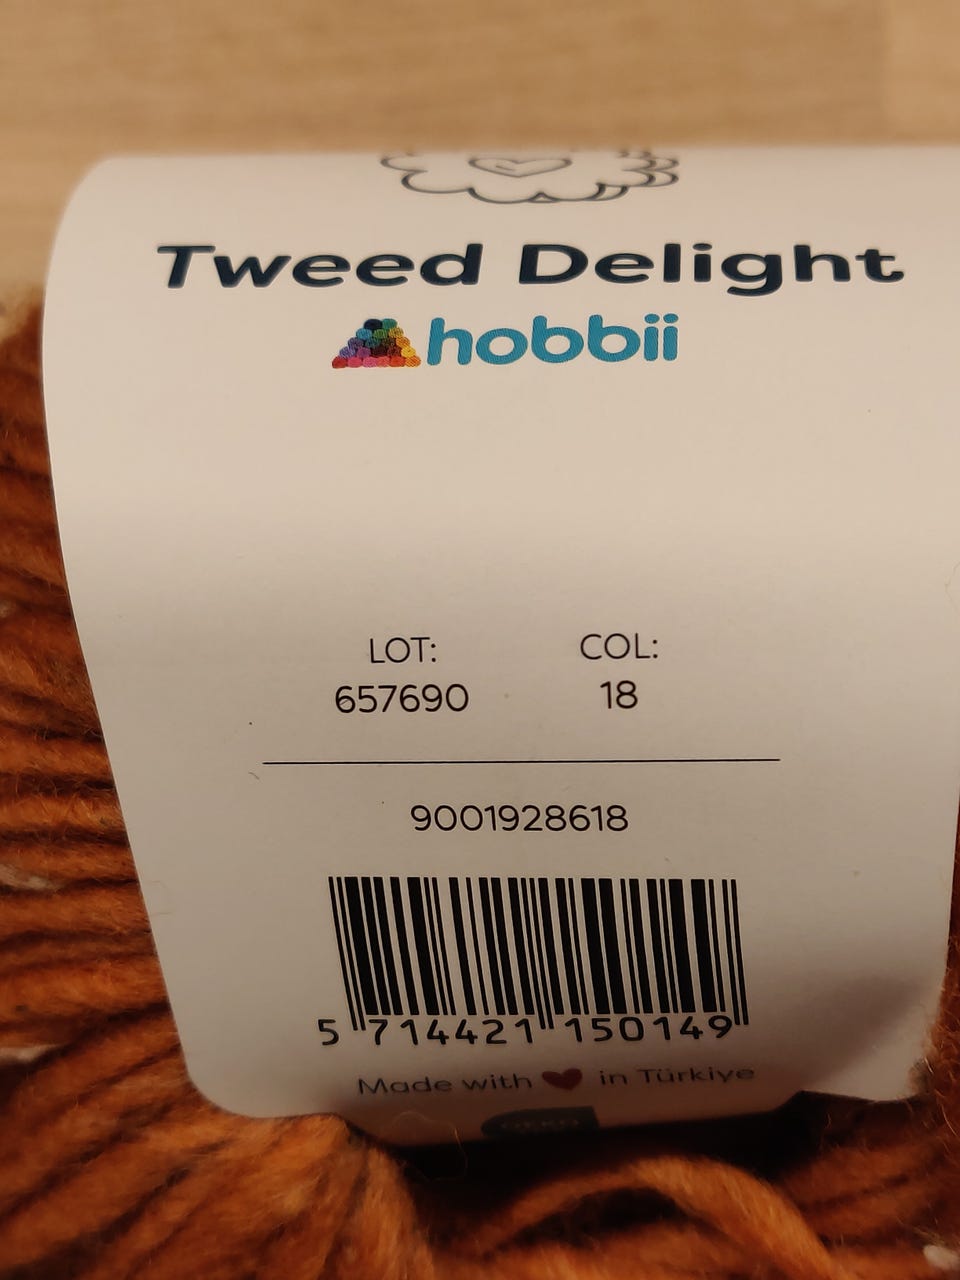 Tweed Delight
hobbii
LOT: COL:
657690 18
9001928618
5 714421 150149
Made with in Türkiye